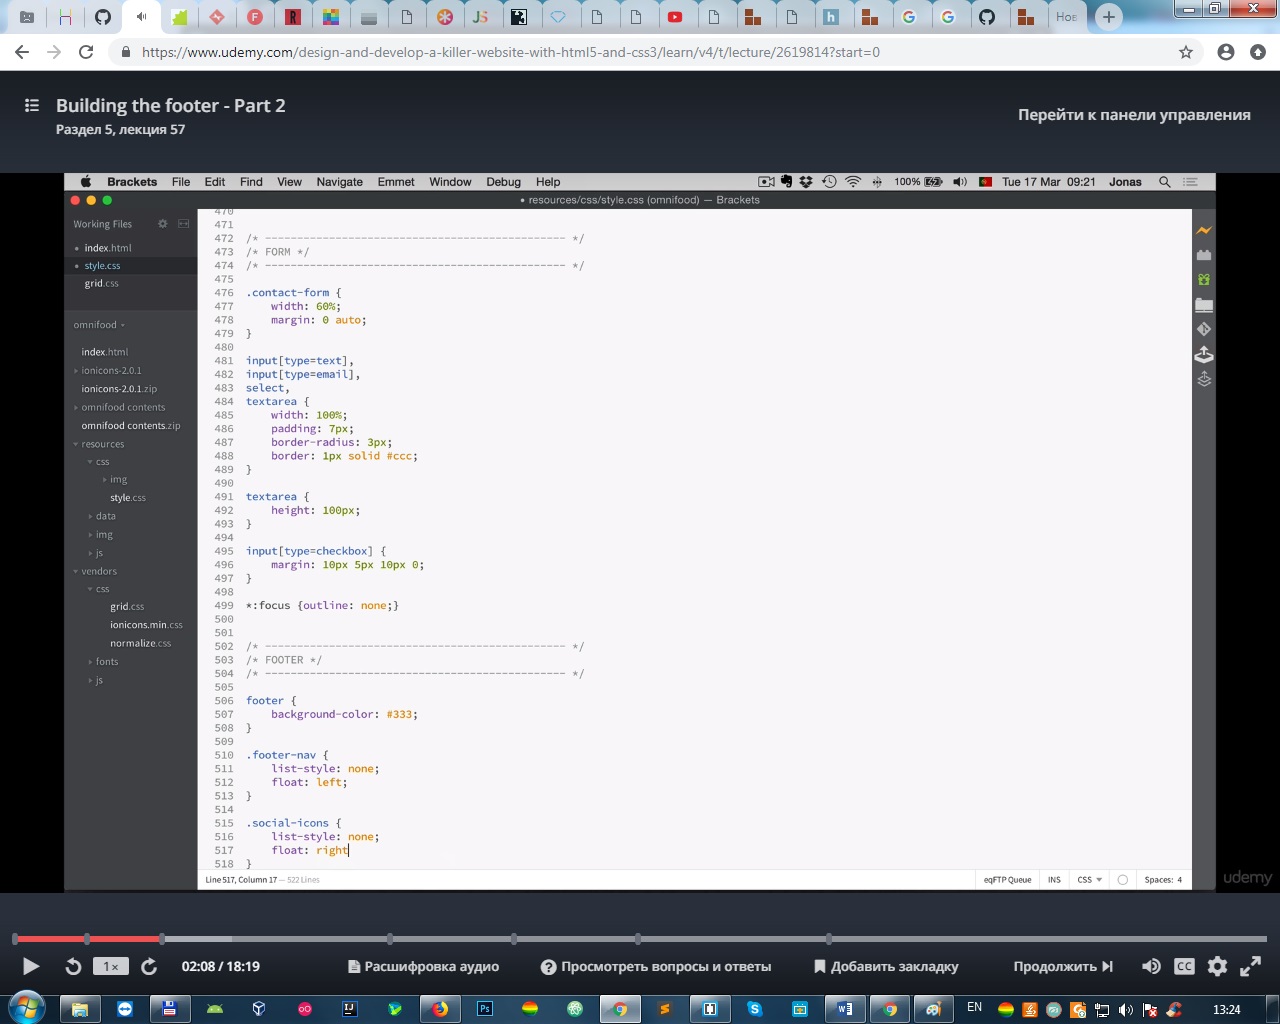 Нов
https://www.udemy.com/design-and-develop-a-killer-website-with-html5-and-css3/learn/v4/t/lecture/2619814?start=0
Building the footer - Part 2
Раздел 5, лекция 57
Перейти к панели управления
Brackets File Edit Find View Navigate Emmet Window Debug Help 100% Tue 17 Mar 09:21 Jonas
• resources/css/style.css (omnifood) — Brackets
Working Files
index.html
style.css
grid.css
omnifood
index.html
ionicons-2.0.1
ionicons-2.0.1.zip
omnifood contents
omnifood contents.zip
resources
css
img
style.css
data
img
js
vendors
css
grid.css
ionicons.min.css
normalize.css
fonts
js
470
471
472 /* ----------------------------------------------- */
473 /* FORM */
474 /* ----------------------------------------------- */
475
476 .contact-form {
477 width: 60%;
478 margin: 0 auto;
479 }
480
481 input[type=text],
482 input[type=email],
483 select,
484 textarea {
485 width: 100%;
486 padding: 7px;
487 border-radius: 3px;
488 border: 1px solid #ccc;
489 }
490
491 textarea {
492 height: 100px;
493 }
494
495 input[type=checkbox] {
496 margin: 10px 5px 10px 0;
497 }
498
499 *:focus {outline: none;}
500
501
502 /* ----------------------------------------------- */
503 /* FOOTER */
504 /* ----------------------------------------------- */
505
506 footer {
507 background-color: #333;
508 }
509
510 .footer-nav {
511 list-style: none;
512 float: left;
513 }
514
515 .social-icons {
516 list-style: none;
517 float: right
518 }
Line 517, Column 17 — 522 Lines
eqFTP Queue INS CSS Spaces: 4
udemy
1× 02:08 / 18:19 Расшифровка аудио Просмотреть вопросы и ответы Добавить закладку Продолжить CC
EN 13:24